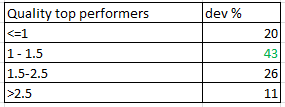 Quality top performers dev %
<=1 20
1 - 1.5 43
1.5-2.5 26
>2.5 11